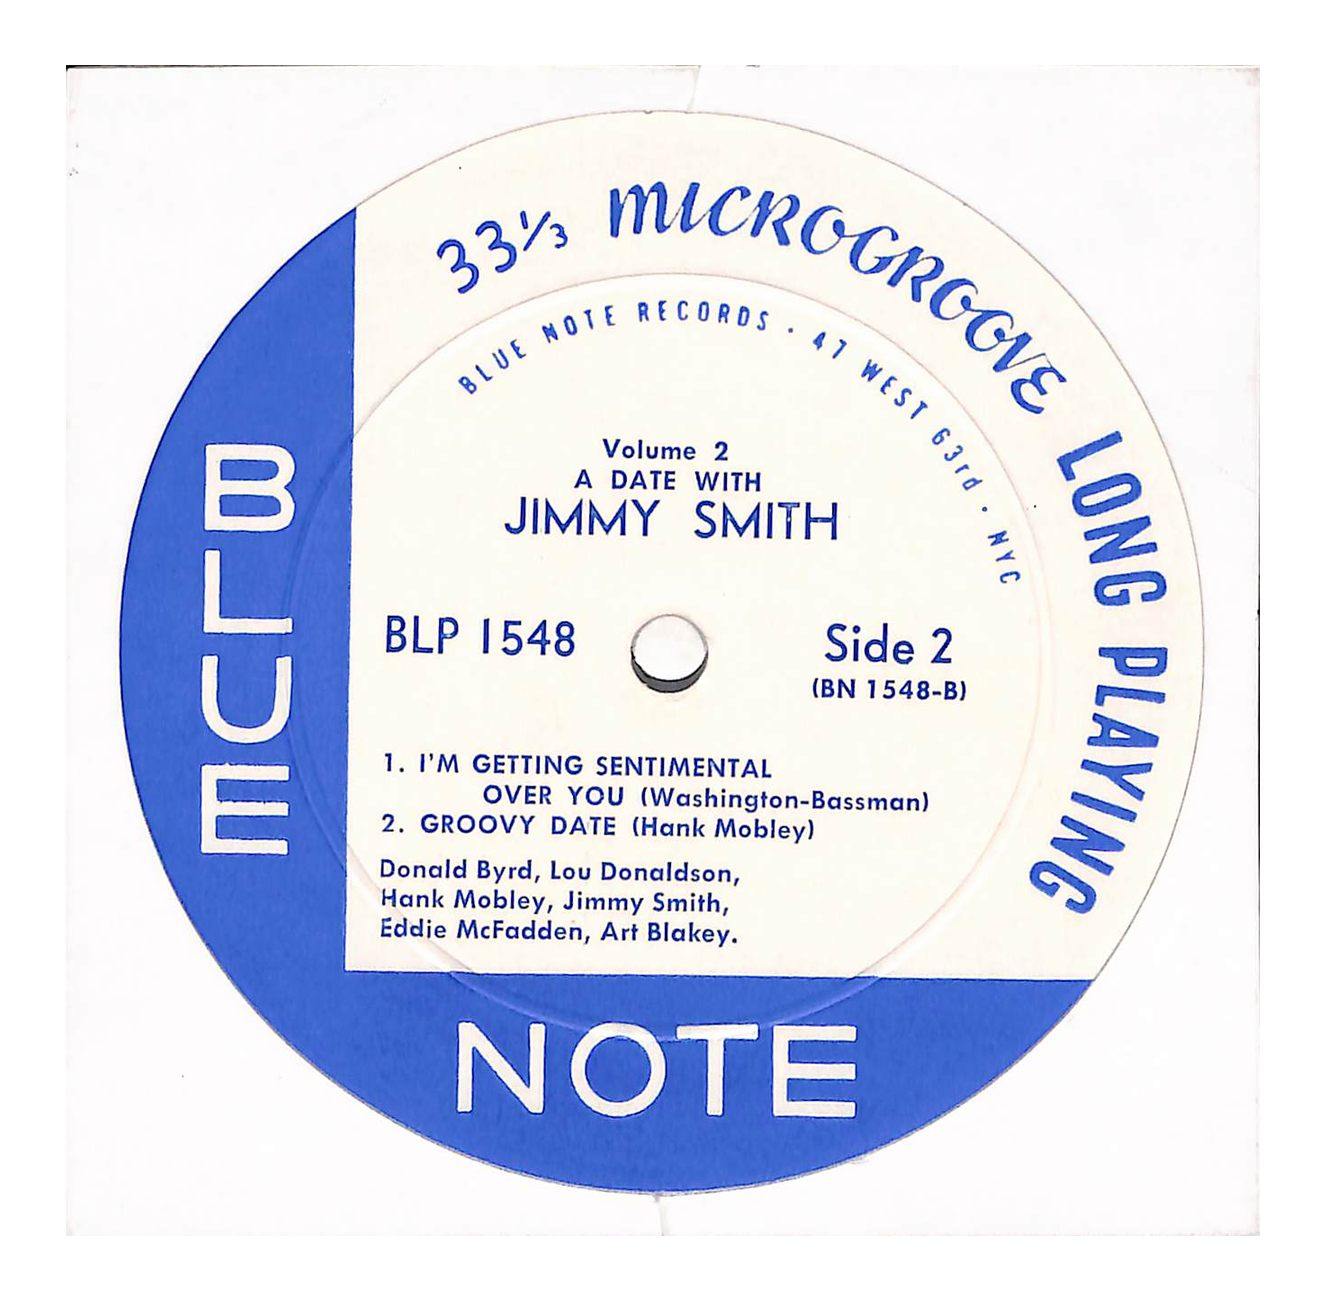 33⅓ MICROGROOVE LONG PLAYING
BLUE NOTE RECORDS · 47 WEST 63rd · NYC
Volume 2
A DATE WITH
JIMMY SMITH
BLP 1548
Side 2
(BN 1548-B)
1. I'M GETTING SENTIMENTAL
OVER YOU (Washington-Bassman)
2. GROOVY DATE (Hank Mobley)
Donald Byrd, Lou Donaldson,
Hank Mobley, Jimmy Smith,
Eddie McFadden, Art Blakey.
BLUE
NOTE